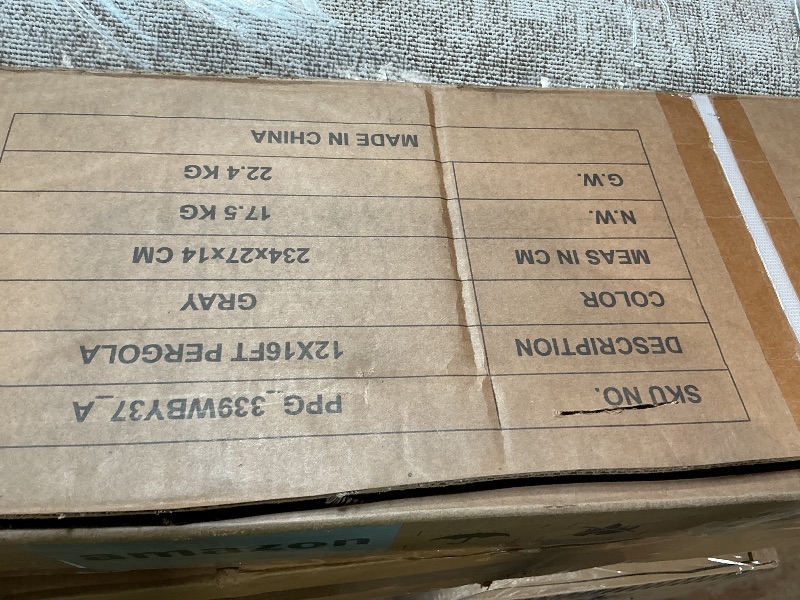 amazon
SKU NO. PPG_339WBY37_A
DESCRIPTION 12X16FT PERGOLA
COLOR GRAY
MEAS IN CM 234x27x14 CM
N.W. 17.5 KG
G.W. 22.4 KG
MADE IN CHINA